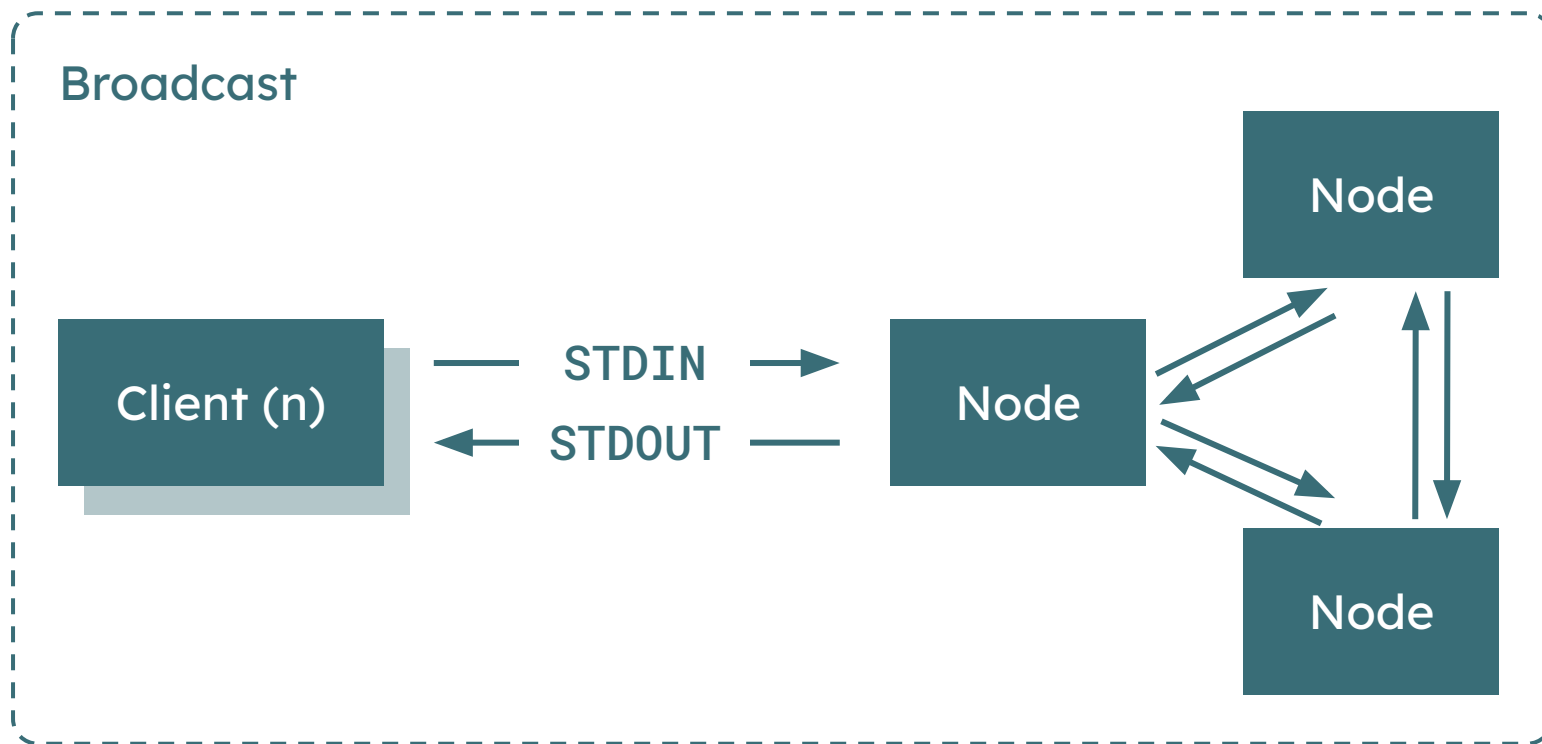 Broadcast
Node
Client (n)
STDIN
STDOUT
Node
Node